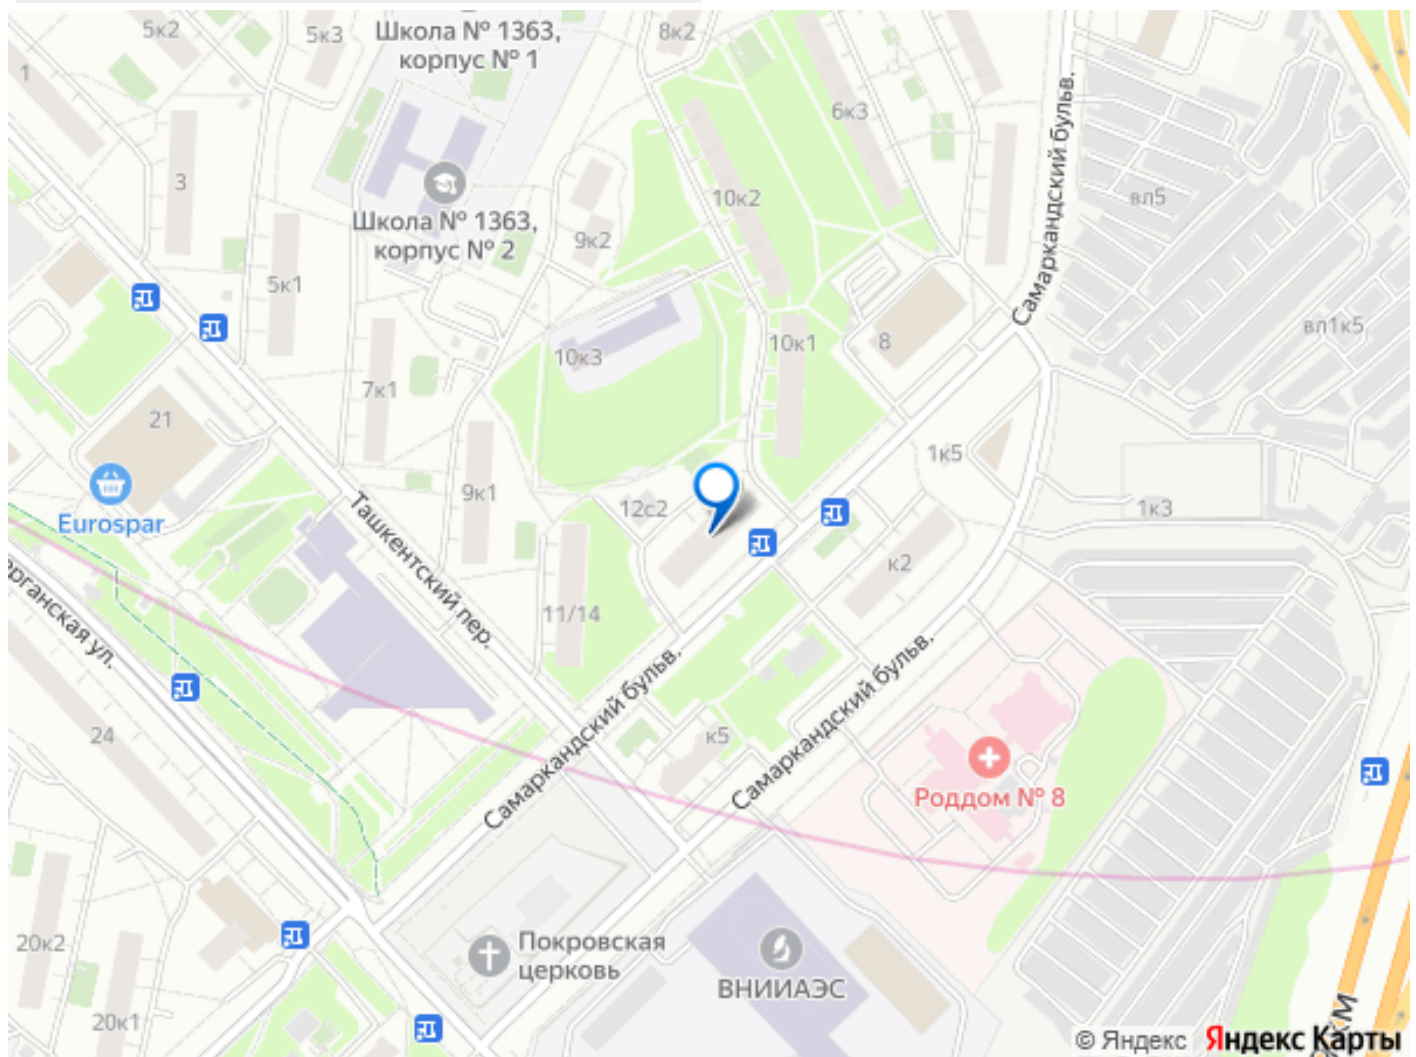 5к2
5к3
Школа № 1363,
корпус № 1
8к2
1
6к3
Самаркандский бульв.
3
10к2
вл5
Школа № 1363,
корпус № 2
9к2
5к1
вл1к5
10к3
10к1
8
7к1
21
1к5
Eurospar
9к1
12с2
1к3
Ташкентский пер.
к2
11/14
рганская ул.
Самаркандский бульв.
Самаркандский бульв.
24
к5
Роддом № 8
20к2
Покровская
церковь
ВНИИАЭС
20к1
© Яндекс Яндекс Карты